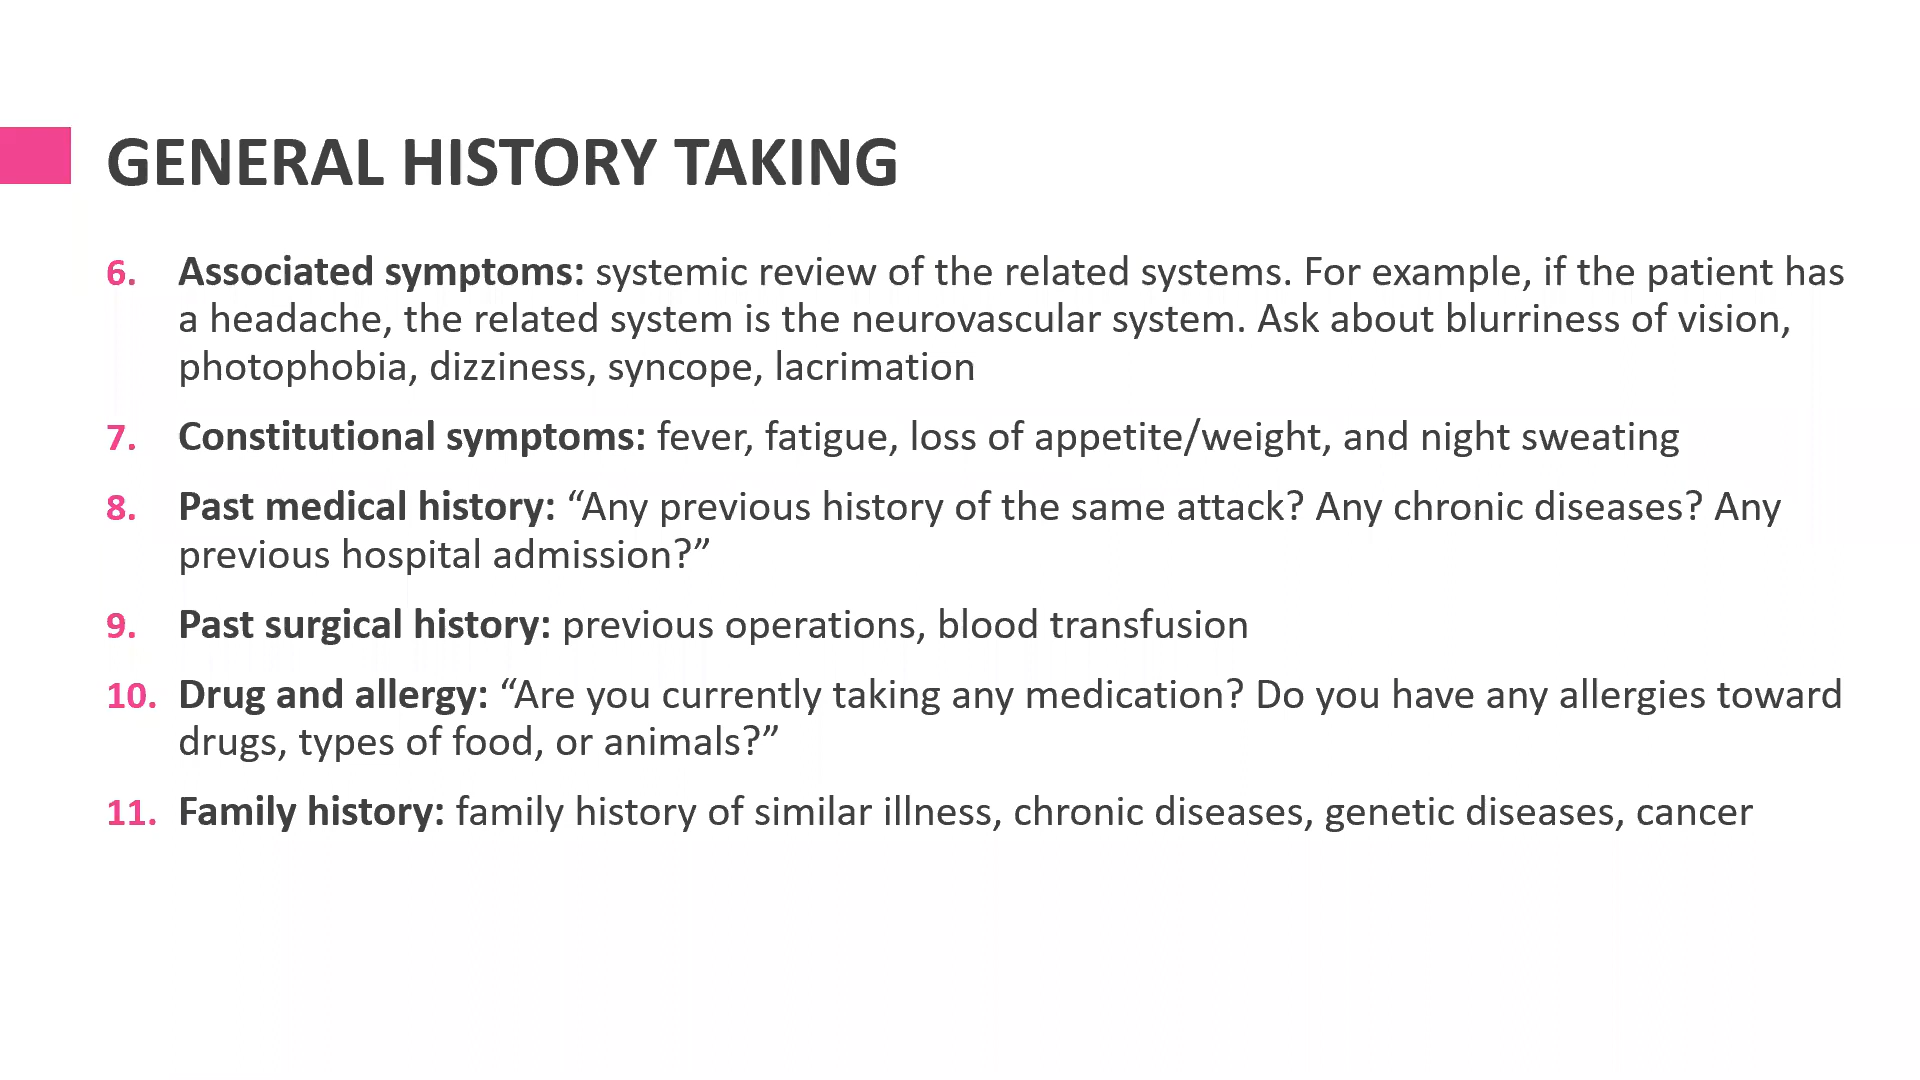 GENERAL HISTORY TAKING
6. Associated symptoms: systemic review of the related systems. For example, if the patient has
a headache, the related system is the neurovascular system. Ask about blurriness of vision,
photophobia, dizziness, syncope, lacrimation
7. Constitutional symptoms: fever, fatigue, loss of appetite/weight, and night sweating
8. Past medical history: “Any previous history of the same attack? Any chronic diseases? Any
previous hospital admission?”
9. Past surgical history: previous operations, blood transfusion
10. Drug and allergy: “Are you currently taking any medication? Do you have any allergies toward
drugs, types of food, or animals?”
11. Family history: family history of similar illness, chronic diseases, genetic diseases, cancer